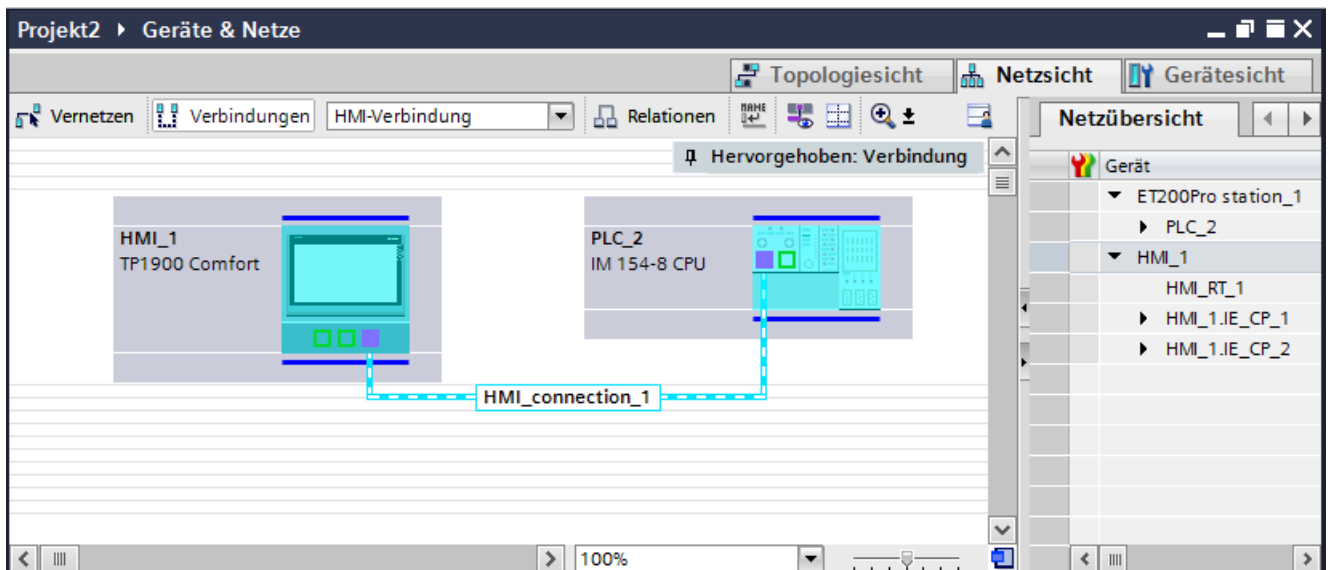 Projekt2 ▸ Geräte & Netze
Topologiesicht Netzsicht Gerätesicht
Vernetzen Verbindungen HMI-Verbindung Relationen Netzübersicht
Hervorgehoben: Verbindung
Gerät
ET200Pro station_1
PLC_2
HMI_1
HMI_RT_1
HMI_1.IE_CP_1
HMI_1.IE_CP_2
HMI_1
TP1900 Comfort
PLC_2
IM 154-8 CPU
HMI_connection_1
100%